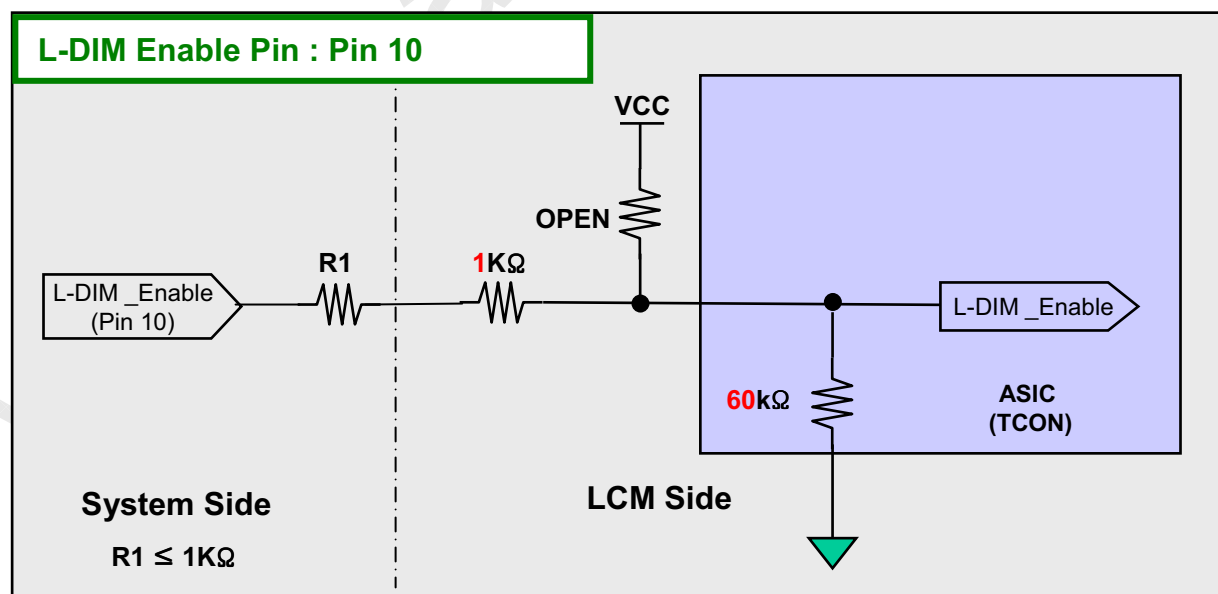 L-DIM Enable Pin : Pin 10
VCC
OPEN
R1
1KΩ
L-DIM _Enable
(Pin 10)
L-DIM _Enable
60kΩ
ASIC
(TCON)
System Side
LCM Side
R1 ≤ 1KΩ